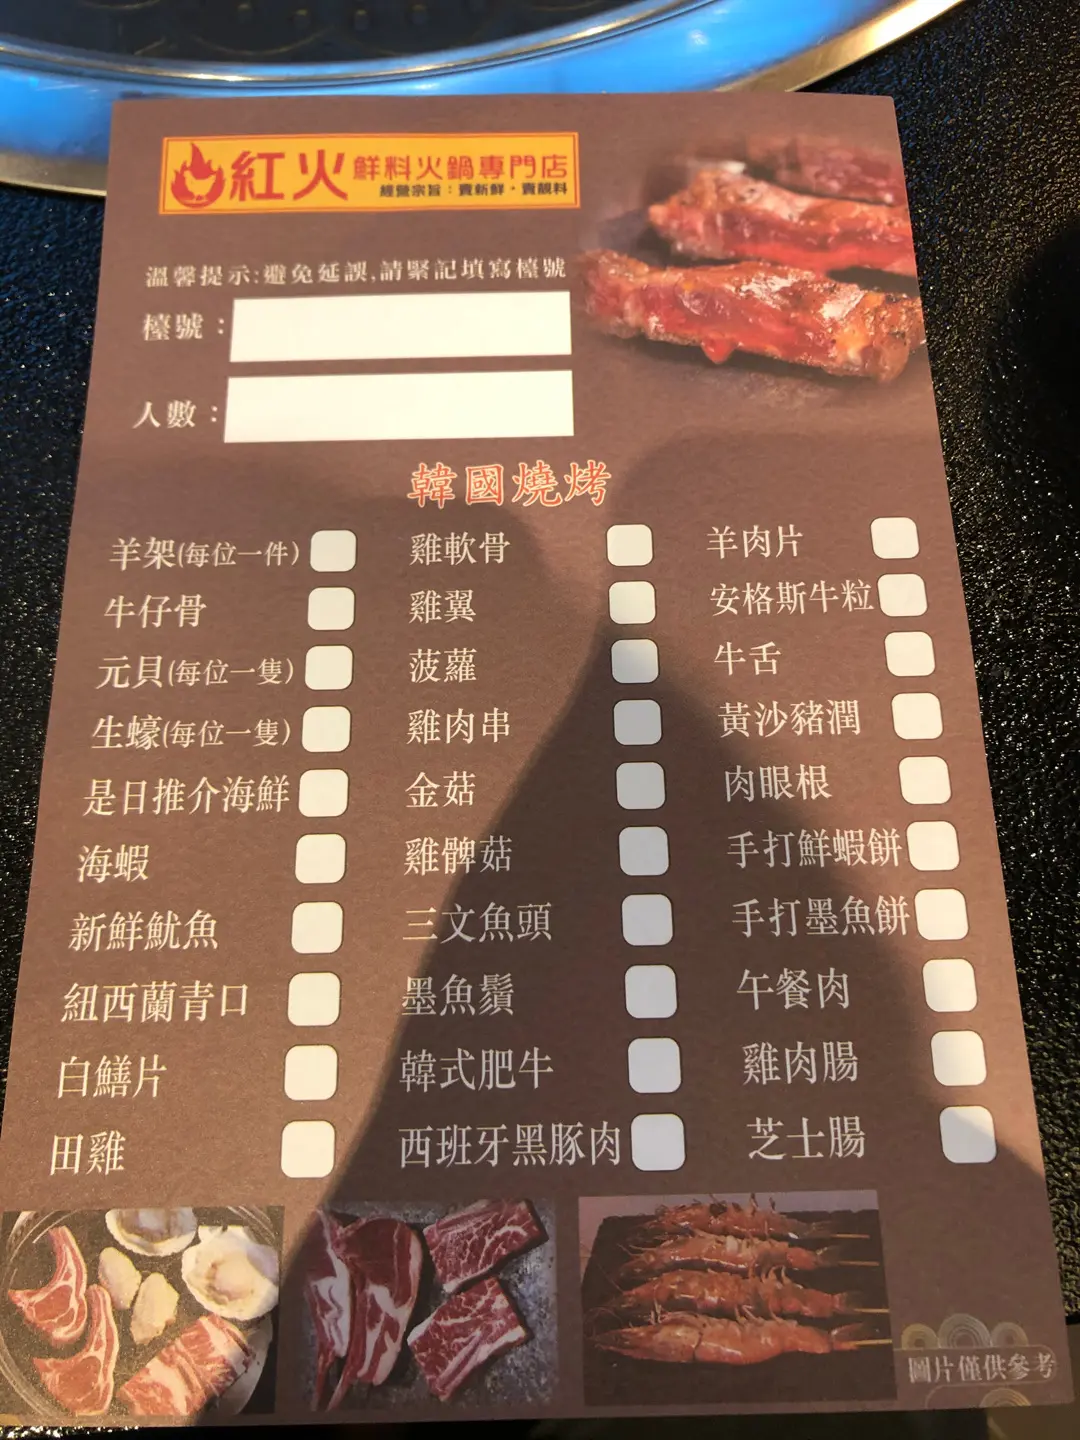 紅火 鮮料火鍋專門店
經營宗旨：賣新鮮・賣靚料
溫馨提示:避免延誤,請緊記填寫檯號
檯號：
人數：
韓國燒烤
羊架(每位一件)
牛仔骨
元貝(每位一隻)
生蠔(每位一隻)
是日推介海鮮
海蝦
新鮮魷魚
紐西蘭青口
白鱔片
田雞
雞軟骨
雞翼
菠蘿
雞肉串
金菇
雞髀菇
三文魚頭
墨魚鬚
韓式肥牛
西班牙黑豚肉
羊肉片
安格斯牛粒
牛舌
黃沙豬潤
肉眼根
手打鮮蝦餅
手打墨魚餅
午餐肉
雞肉腸
芝士腸
圖片僅供參考